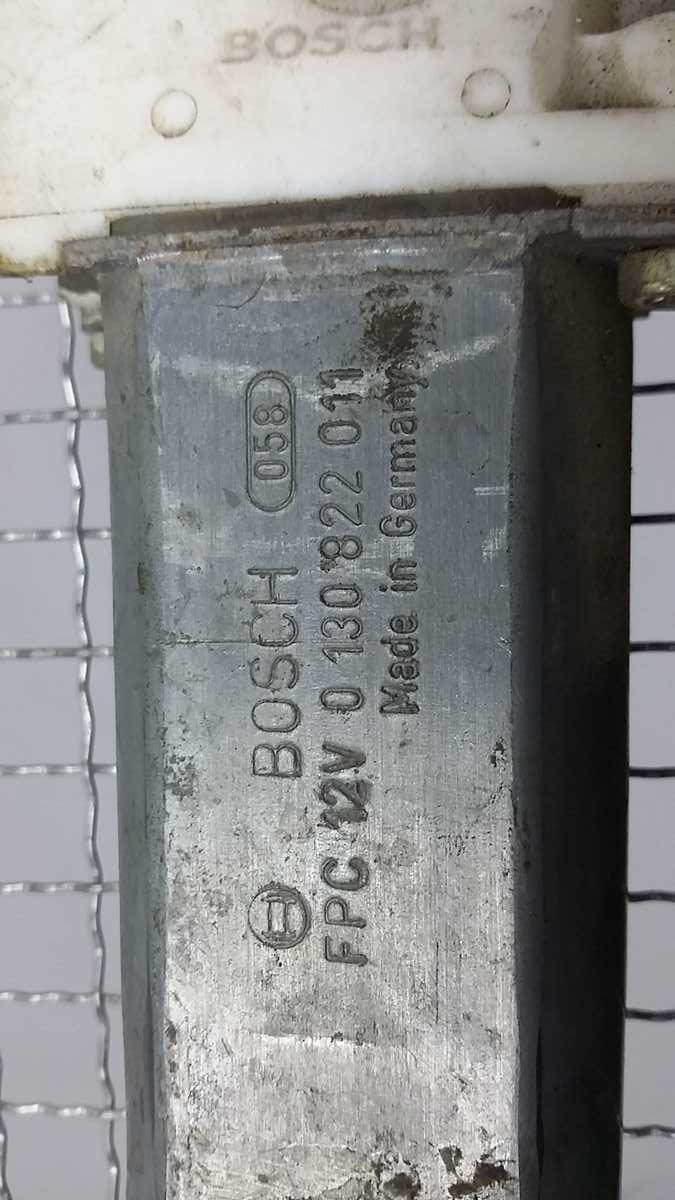 BOSCH
BOSCH 058
FPC 12V 0 130 822 011
Made in Germany